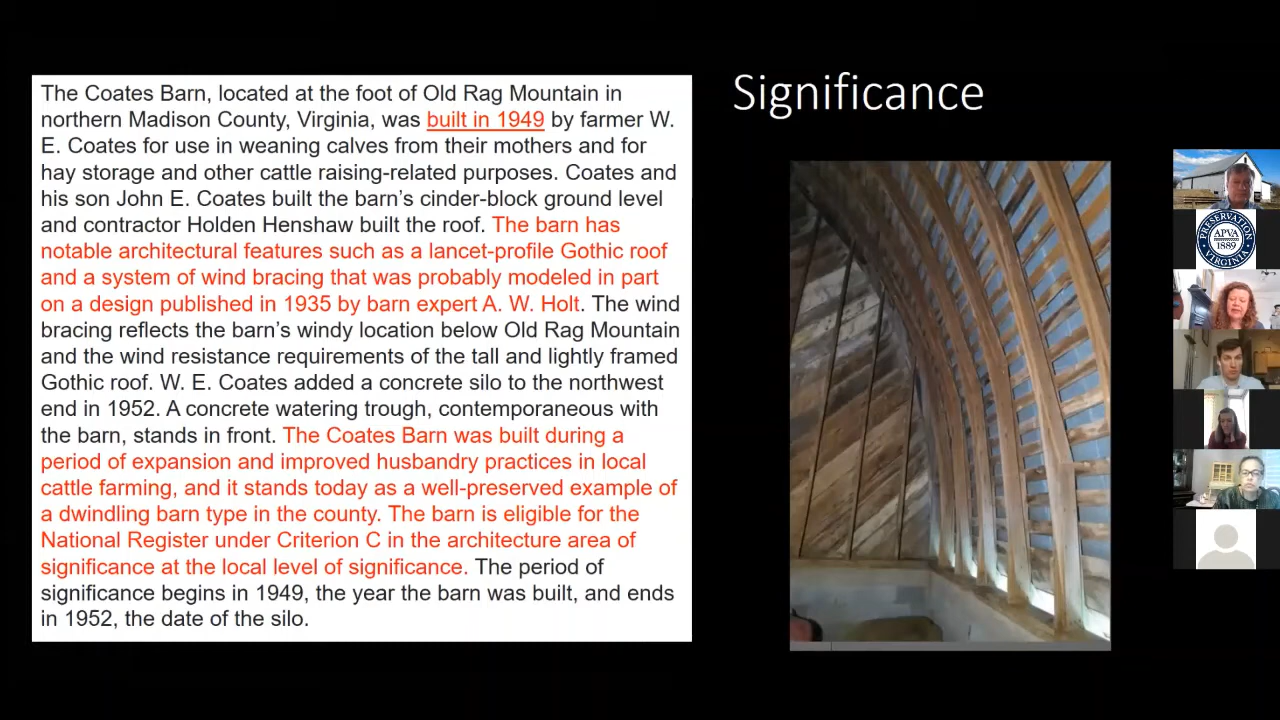 Significance
The Coates Barn, located at the foot of Old Rag Mountain in
northern Madison County, Virginia, was built in 1949 by farmer W.
E. Coates for use in weaning calves from their mothers and for
hay storage and other cattle raising-related purposes. Coates and
his son John E. Coates built the barn’s cinder-block ground level
and contractor Holden Henshaw built the roof. The barn has
notable architectural features such as a lancet-profile Gothic roof
and a system of wind bracing that was probably modeled in part
on a design published in 1935 by barn expert A. W. Holt. The wind
bracing reflects the barn’s windy location below Old Rag Mountain
and the wind resistance requirements of the tall and lightly framed
Gothic roof. W. E. Coates added a concrete silo to the northwest
end in 1952. A concrete watering trough, contemporaneous with
the barn, stands in front. The Coates Barn was built during a
period of expansion and improved husbandry practices in local
cattle farming, and it stands today as a well-preserved example of
a dwindling barn type in the county. The barn is eligible for the
National Register under Criterion C in the architecture area of
significance at the local level of significance. The period of
significance begins in 1949, the year the barn was built, and ends
in 1952, the date of the silo.
PRESERVATION
APVA
1889
VIRGINIA